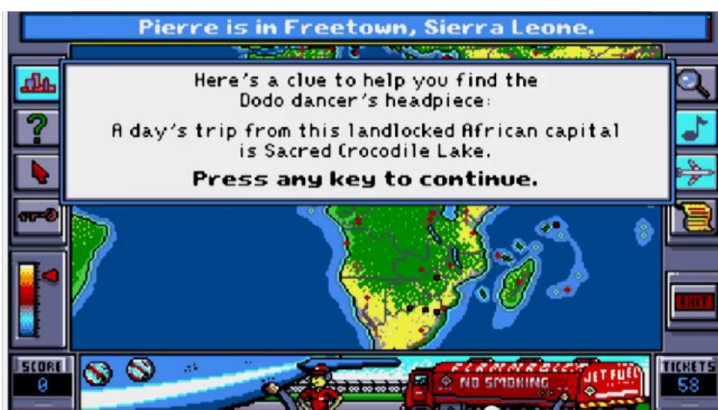 Pierre is in Freetown, Sierra Leone.
Here's a clue to help you find the
Dodo dancer's headpiece:
A day's trip from this landlocked African capital
is Sacred Crocodile Lake.
Press any key to continue.
EXIT
SCORE
0
NO SMOKING
JET FUEL
TICKETS
58